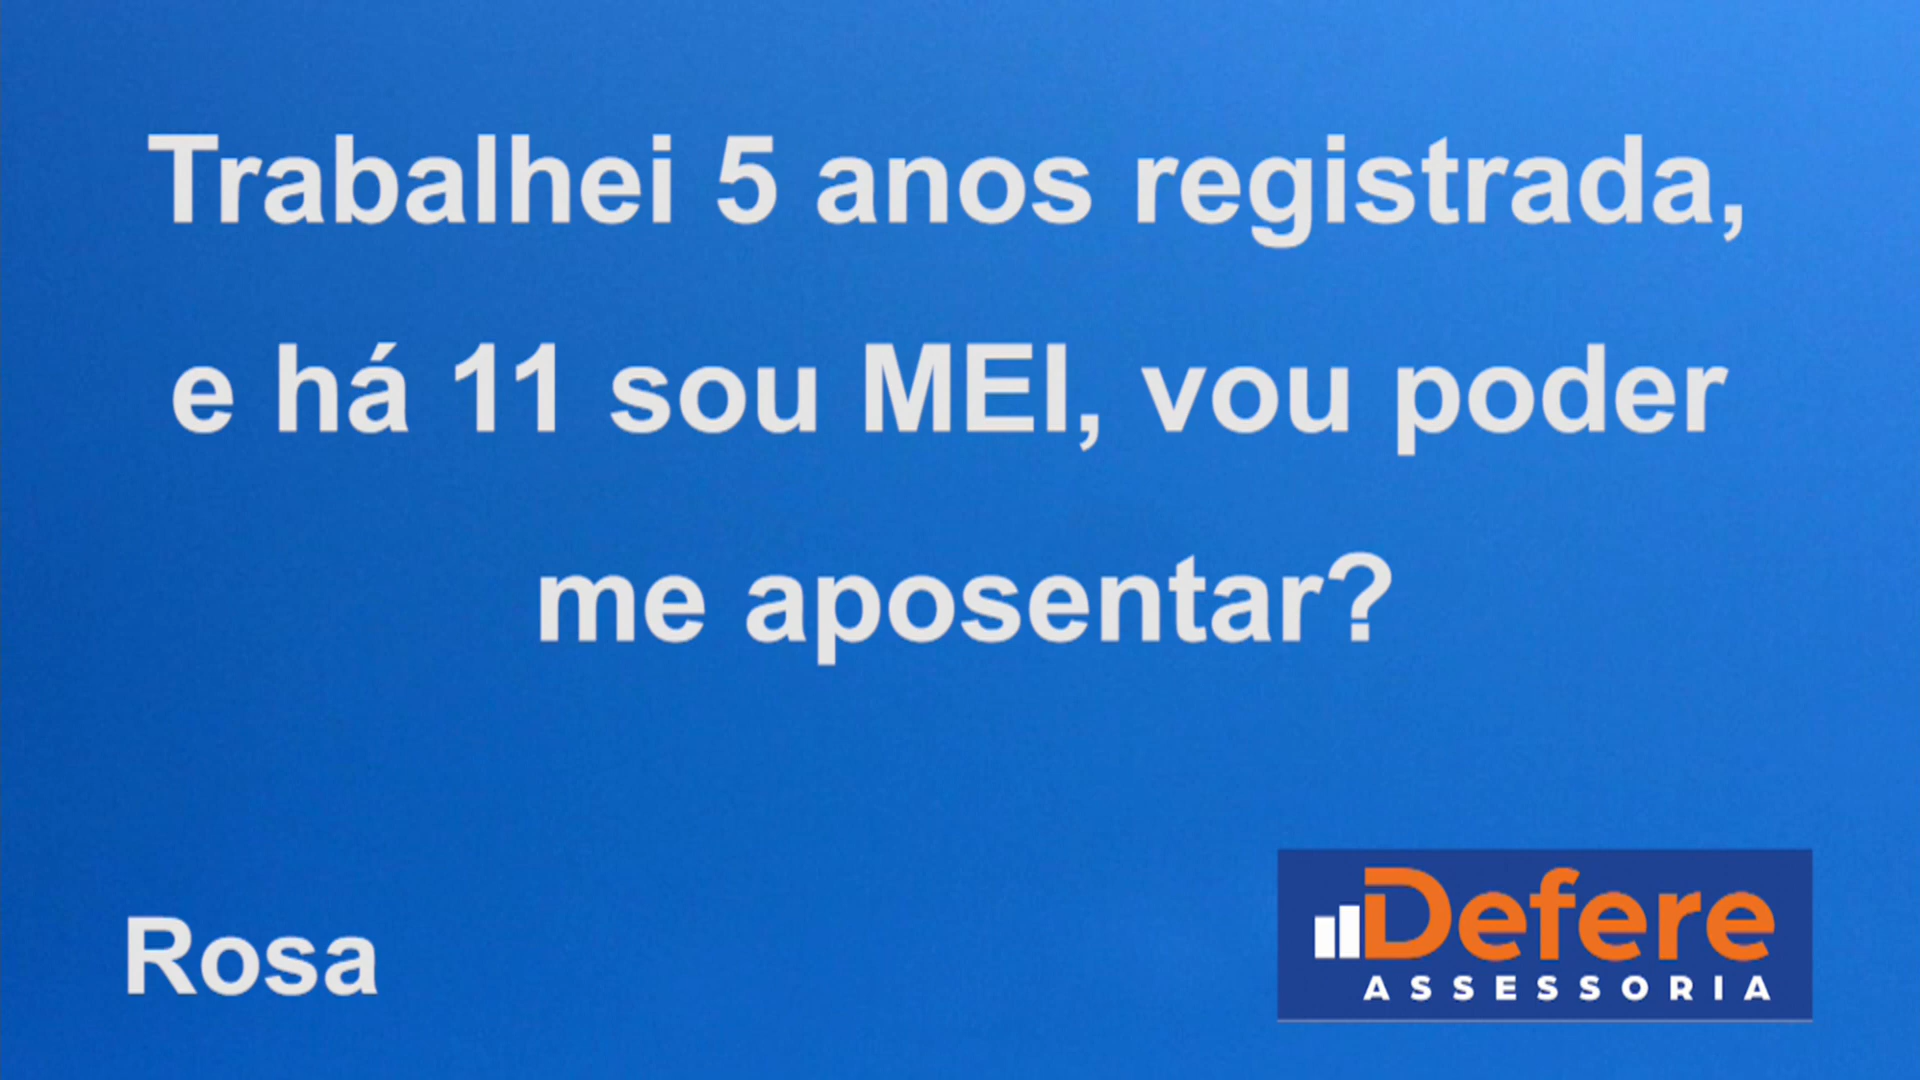 Trabalhei 5 anos registrada,
e há 11 sou MEI, vou poder
me aposentar?
Rosa
Defere
ASSESSORIA